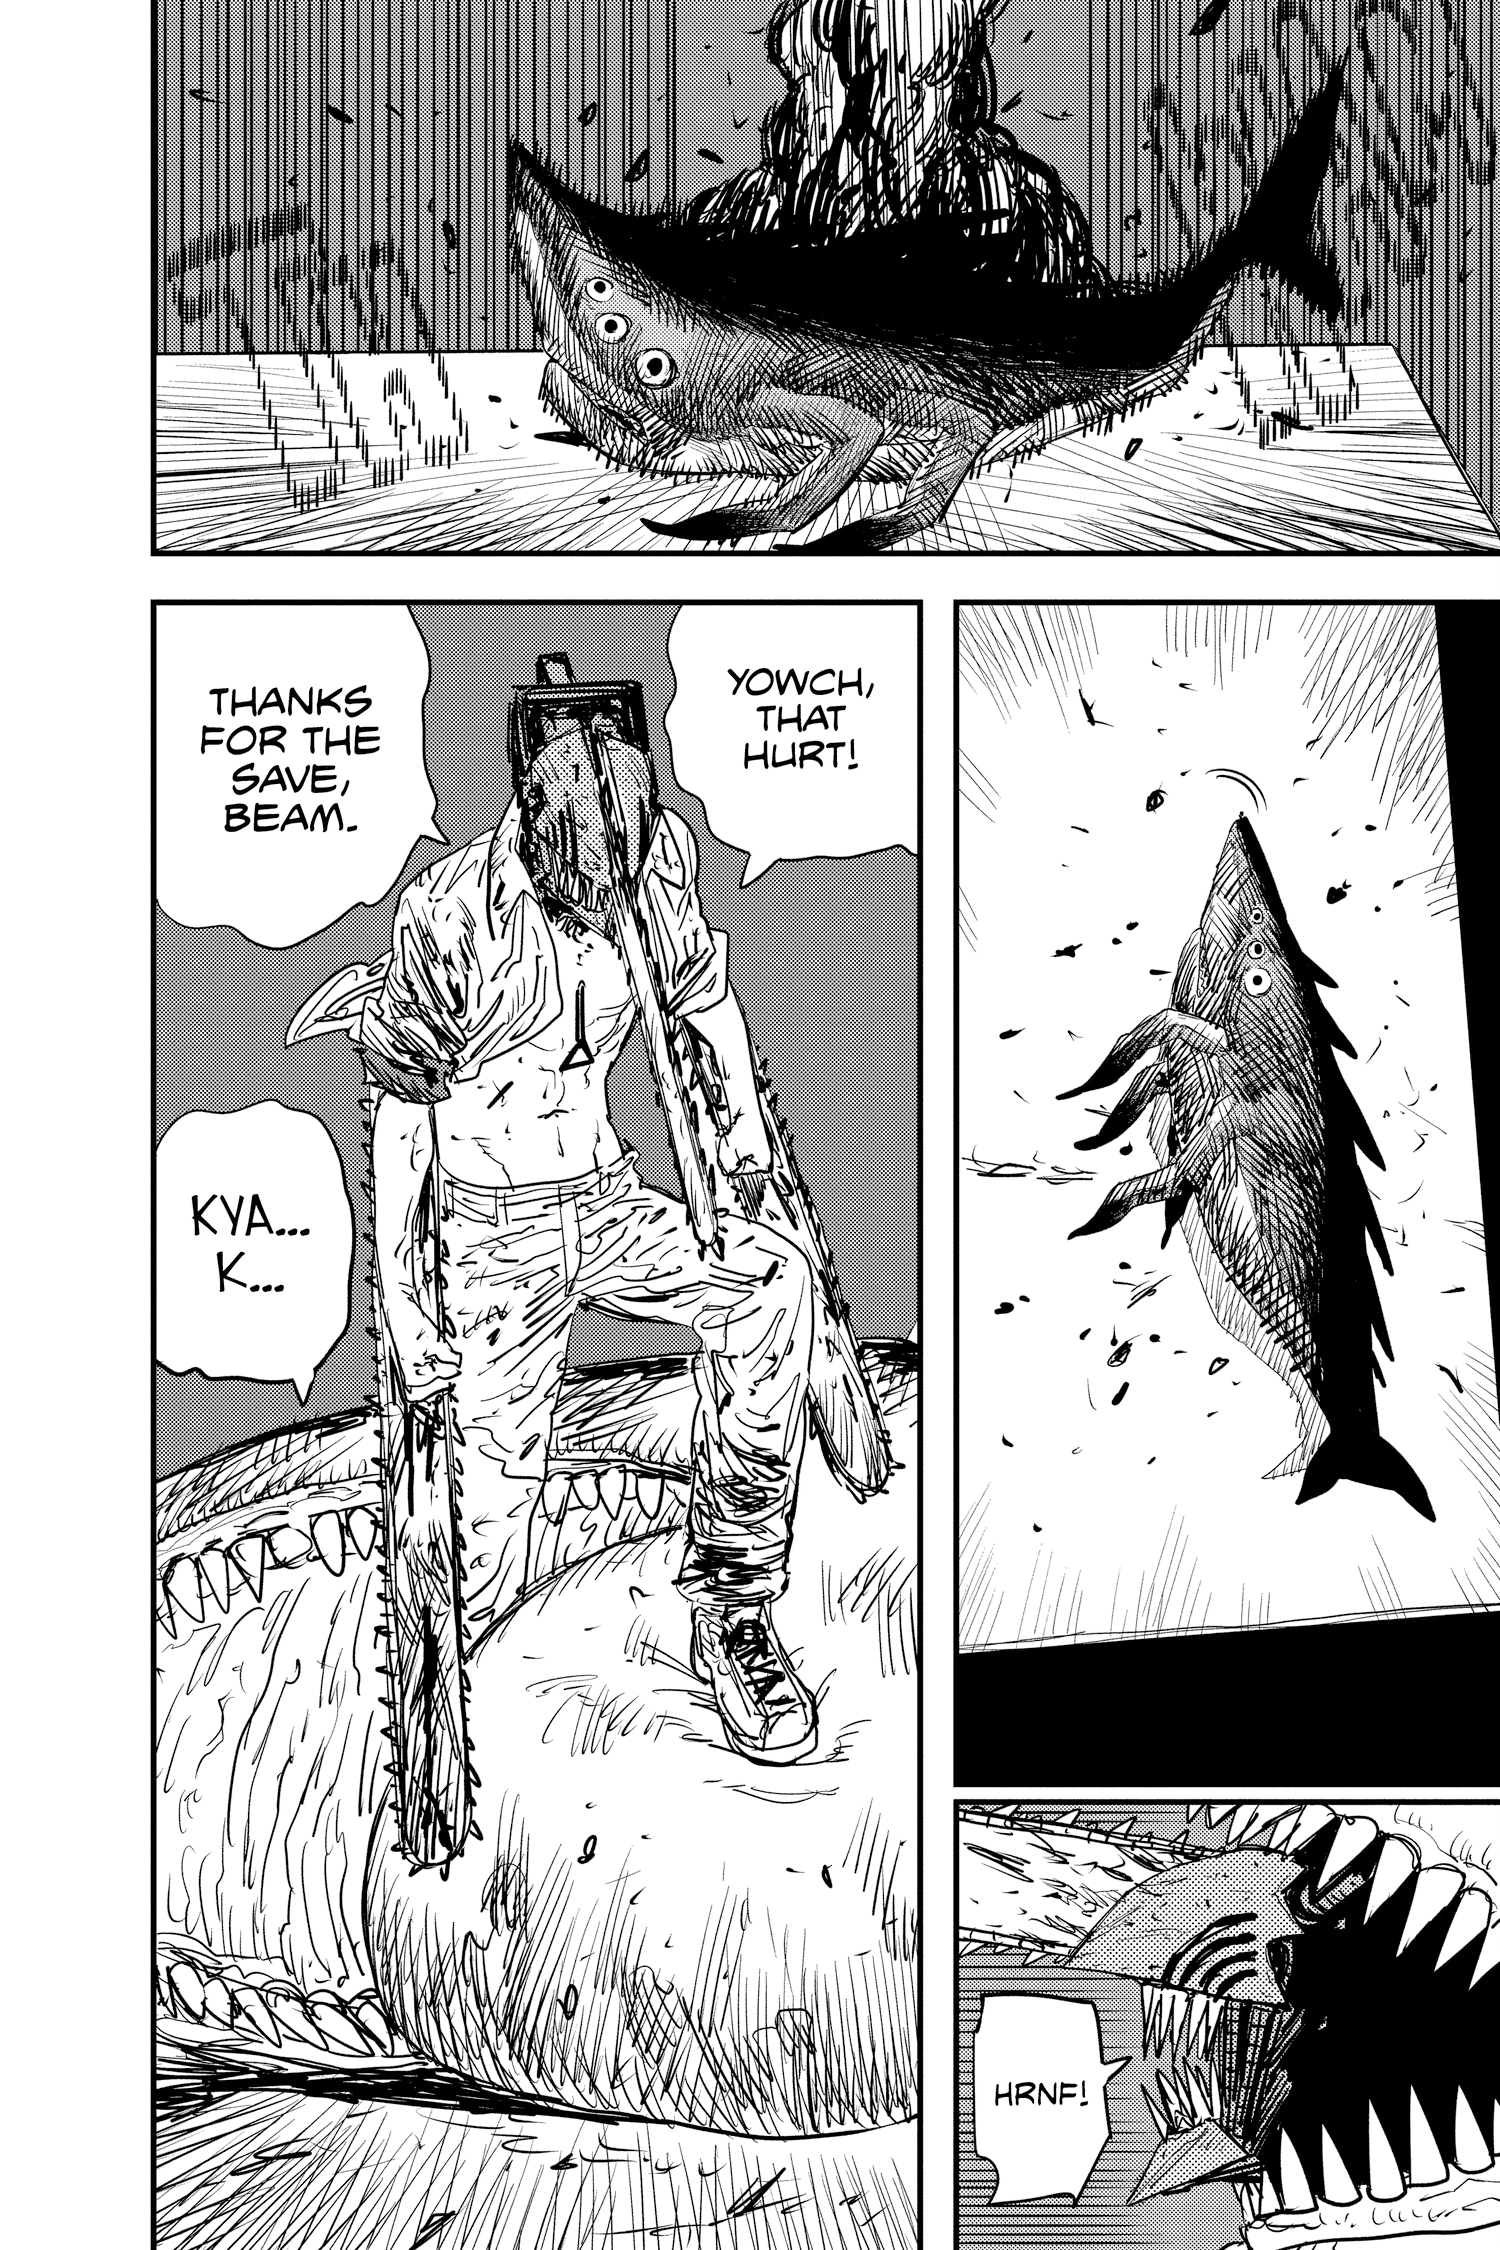 HRNF!
YOWCH,
THAT
HURT!
THANKS
FOR THE
SAVE,
BEAM.
KYA...
K...